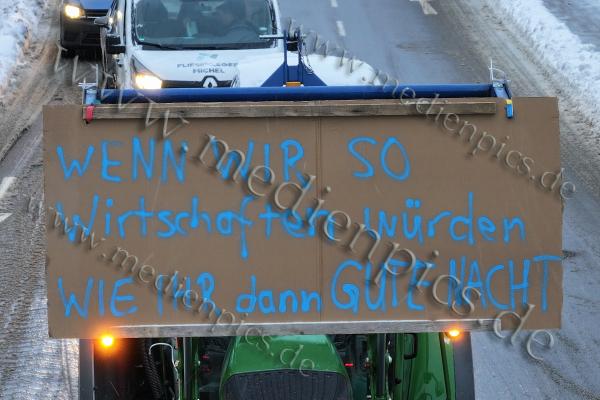 FLIESENLEGER
MICHEL
WENN WIR, SO
Wirtschaften würden
WIE IHR dann GUTE NACHT
www.medienpics.de
www.medienpics.de
www.medienpics.de
www.medienpics.de